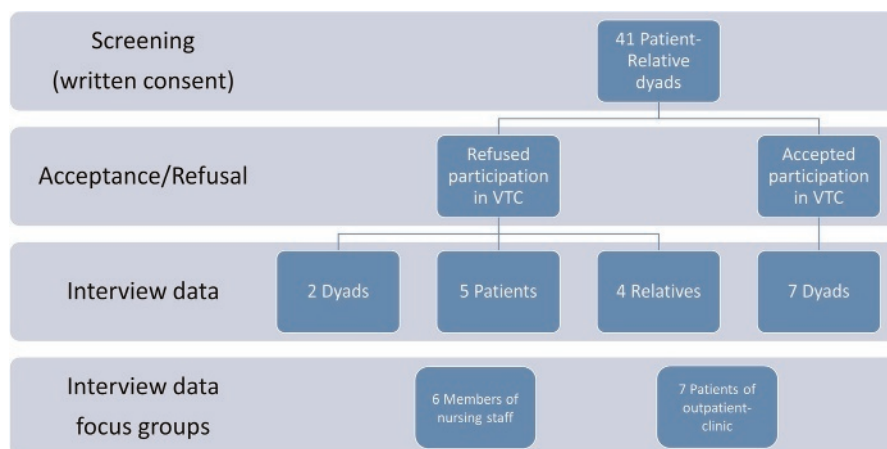 Screening
(written consent)
41 Patient-
Relative
dyads
Acceptance/Refusal
Refused
participation
in VTC
Accepted
participation
in VTC
Interview data
2 Dyads
5 Patients
4 Relatives
7 Dyads
Interview data
focus groups
6 Members of
nursing staff
7 Patients of
outpatient-
clinic